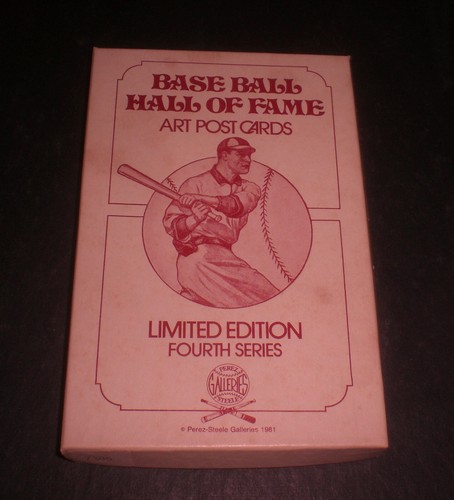 BASE BALL
HALL OF FAME
ART POST CARDS
LIMITED EDITION
FOURTH SERIES
PEREZ
GALLERIES
STEELE
© Perez-Steele Galleries 1981